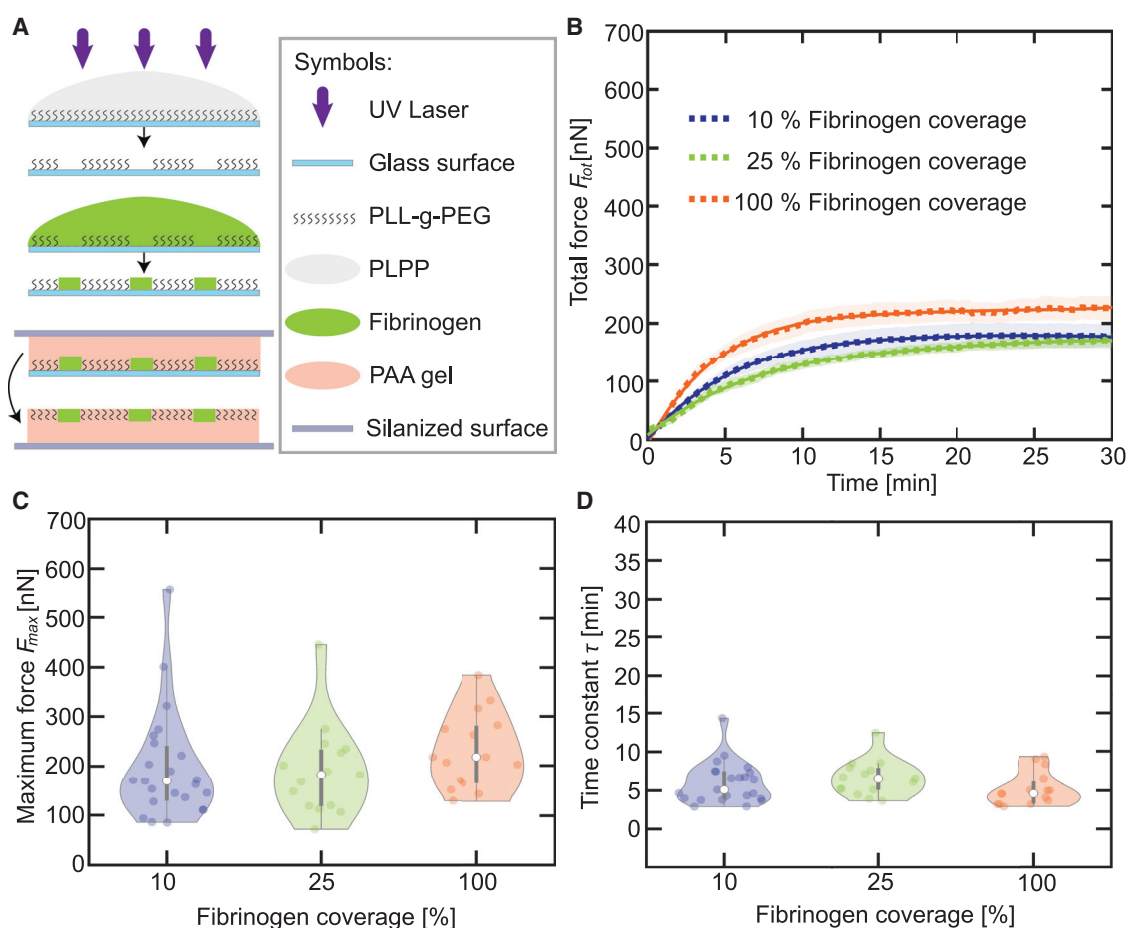 A
Symbols:
UV Laser
Glass surface
PLL-g-PEG
PLPP
Fibrinogen
PAA gel
Silanized surface
B
700
600
500
400
300
200
100
0
Total force F_tot [nN]
10 % Fibrinogen coverage
25 % Fibrinogen coverage
100 % Fibrinogen coverage
0 5 10 15 20 25 30
Time [min]
C
700
600
500
400
300
200
100
0
Maximum force F_max [nN]
10 25 100
Fibrinogen coverage [%]
D
40
35
30
25
20
15
10
5
0
Time constant τ [min]
10 25 100
Fibrinogen coverage [%]